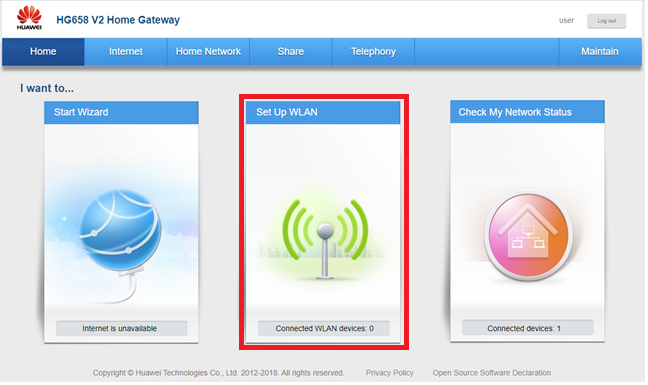 HUAWEI
HG658 V2 Home Gateway
user
Log out
Home
Internet
Home Network
Share
Telephony
Maintain
I want to...
Start Wizard
Set Up WLAN
Check My Network Status
Internet is unavailable
Connected WLAN devices: 0
Connected devices: 1
Copyright © Huawei Technologies Co., Ltd. 2012-2018. All rights reserved. Privacy Policy Open Source Software Declaration